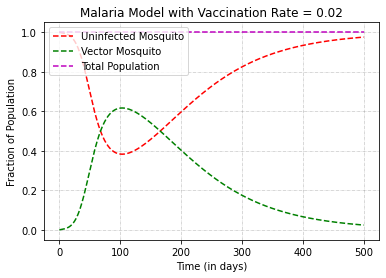 Malaria Model with Vaccination Rate = 0.02
Uninfected Mosquito
Vector Mosquito
Total Population
Fraction of Population
1.0
0.8
0.6
0.4
0.2
0.0
0 100 200 300 400 500
Time (in days)